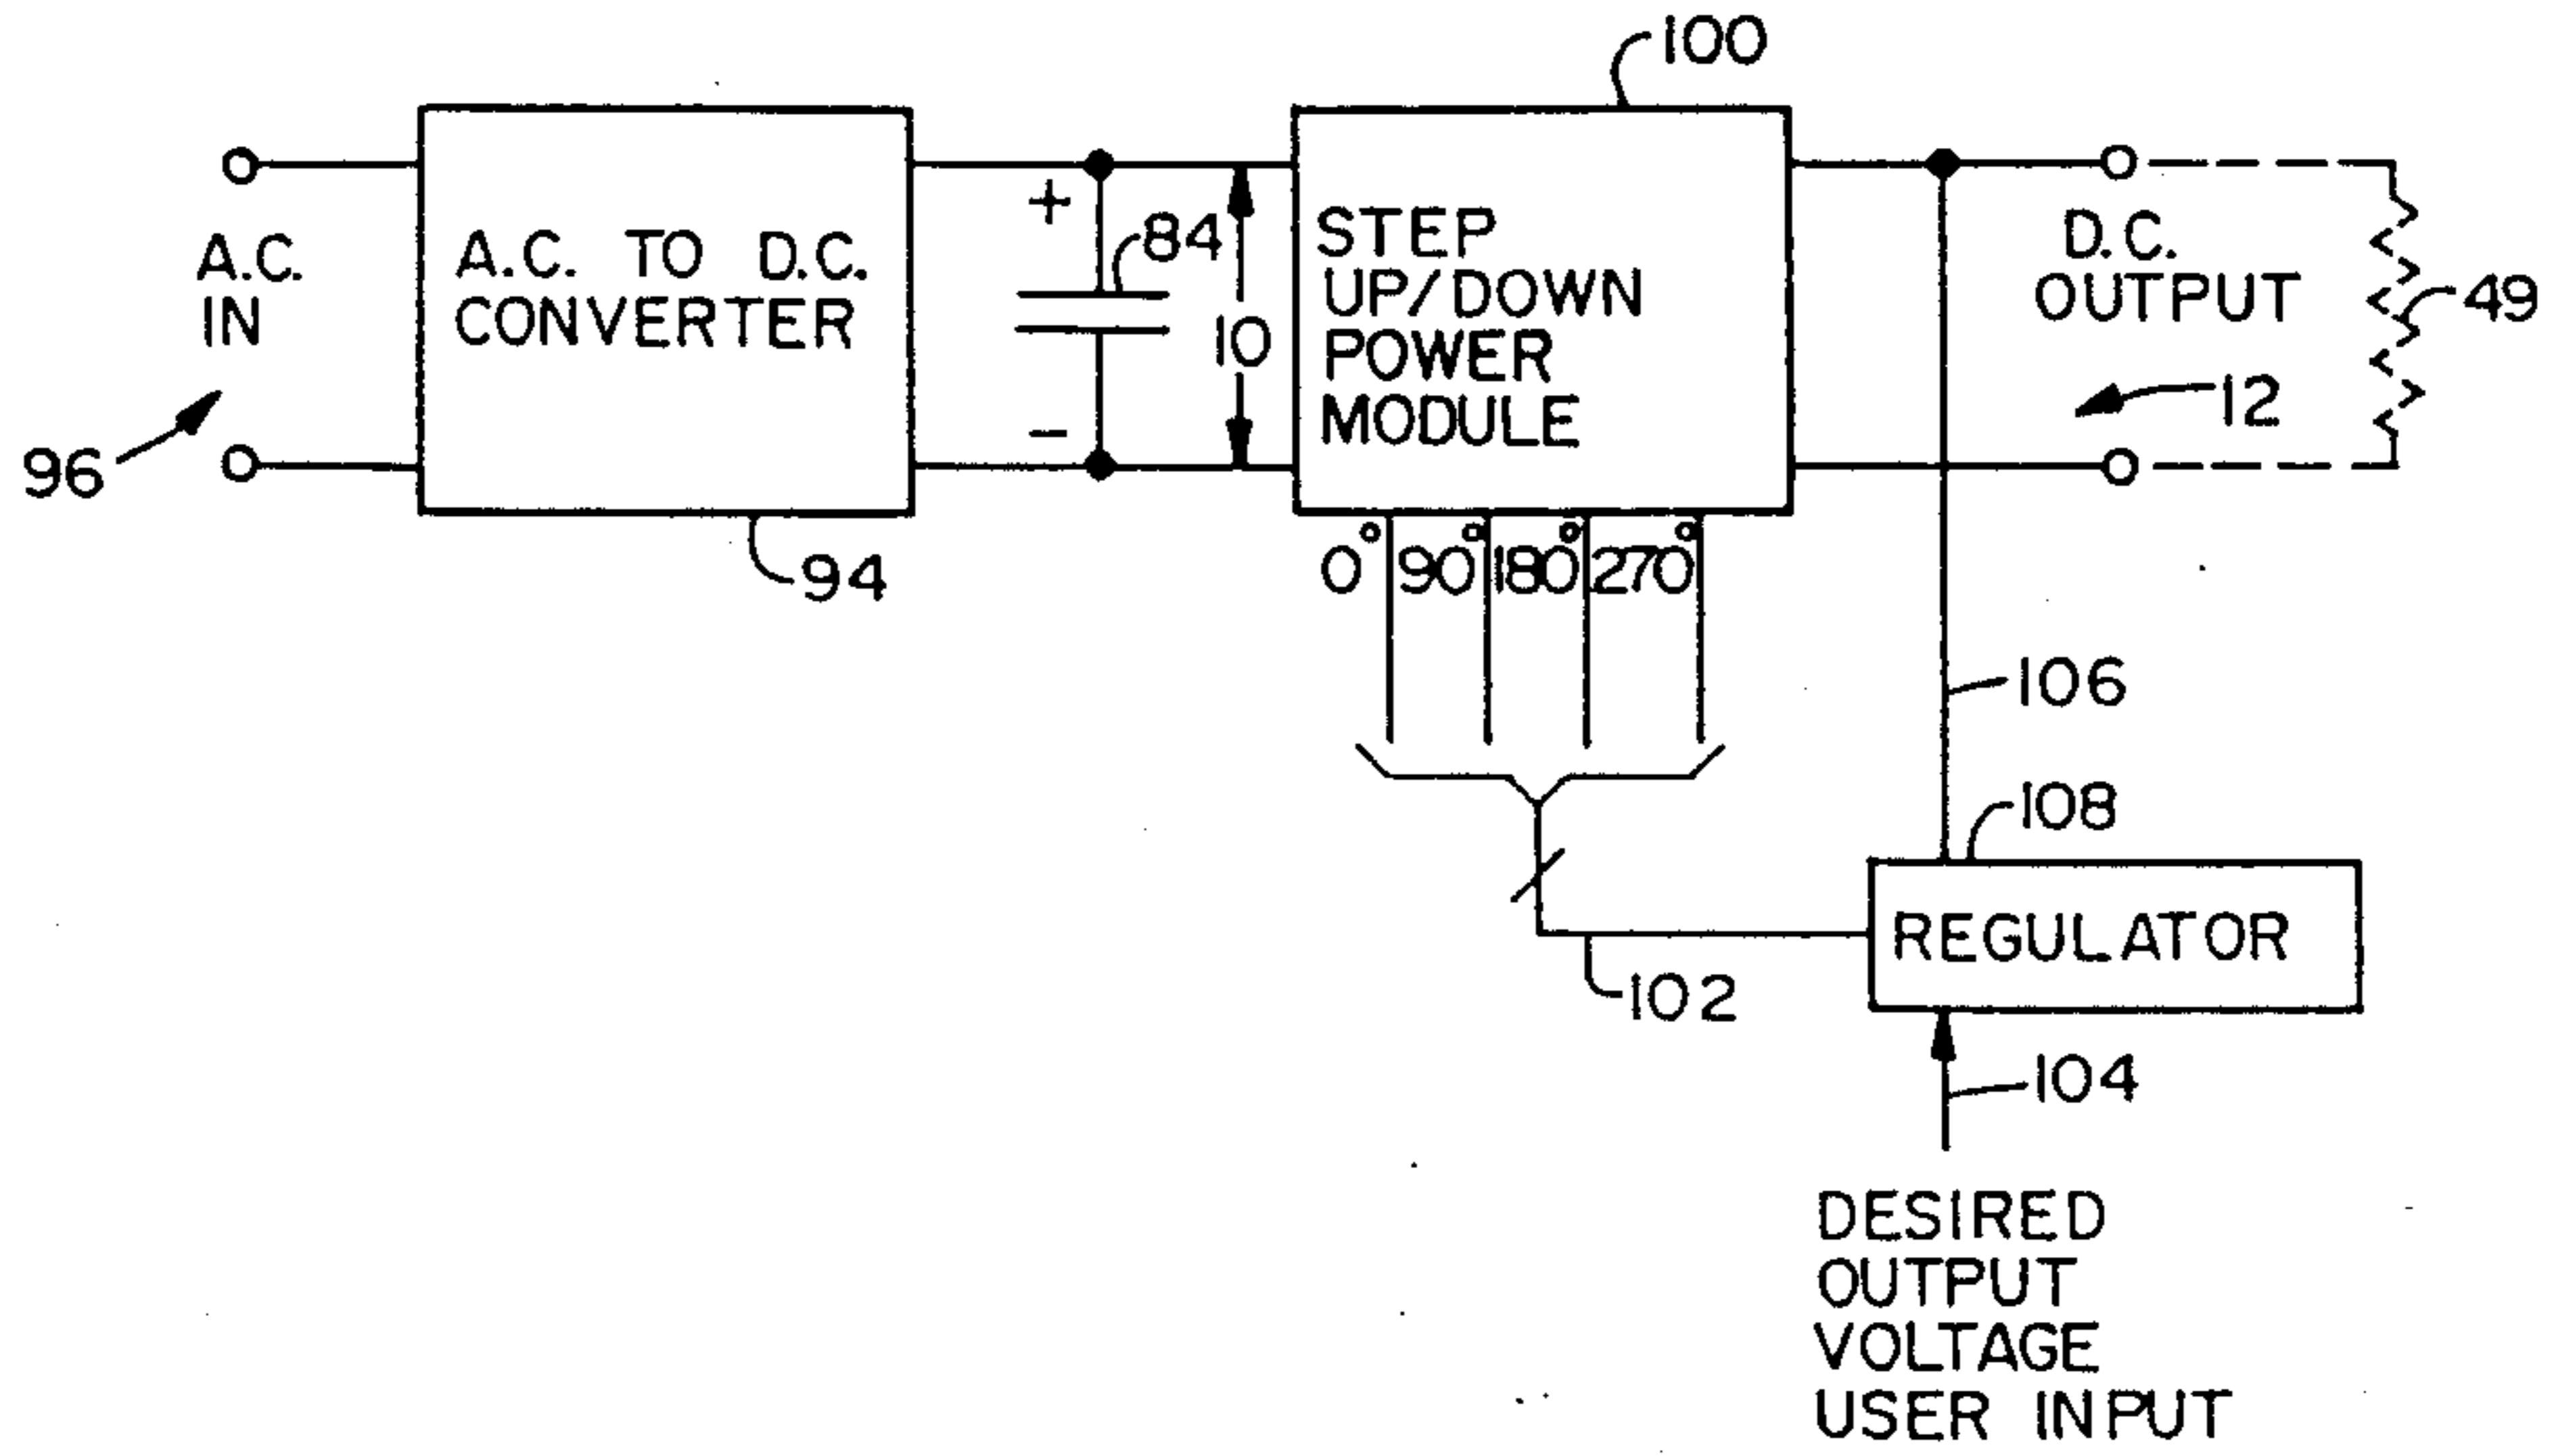 100
A.C.
IN
96
A.C. TO D.C.
CONVERTER
94
+
84
10
-
STEP
UP/DOWN
POWER
MODULE
0° 90° 180° 270°
D.C.
OUTPUT
49
12
106
108
REGULATOR
102
104
DESIRED
OUTPUT
VOLTAGE
USER INPUT